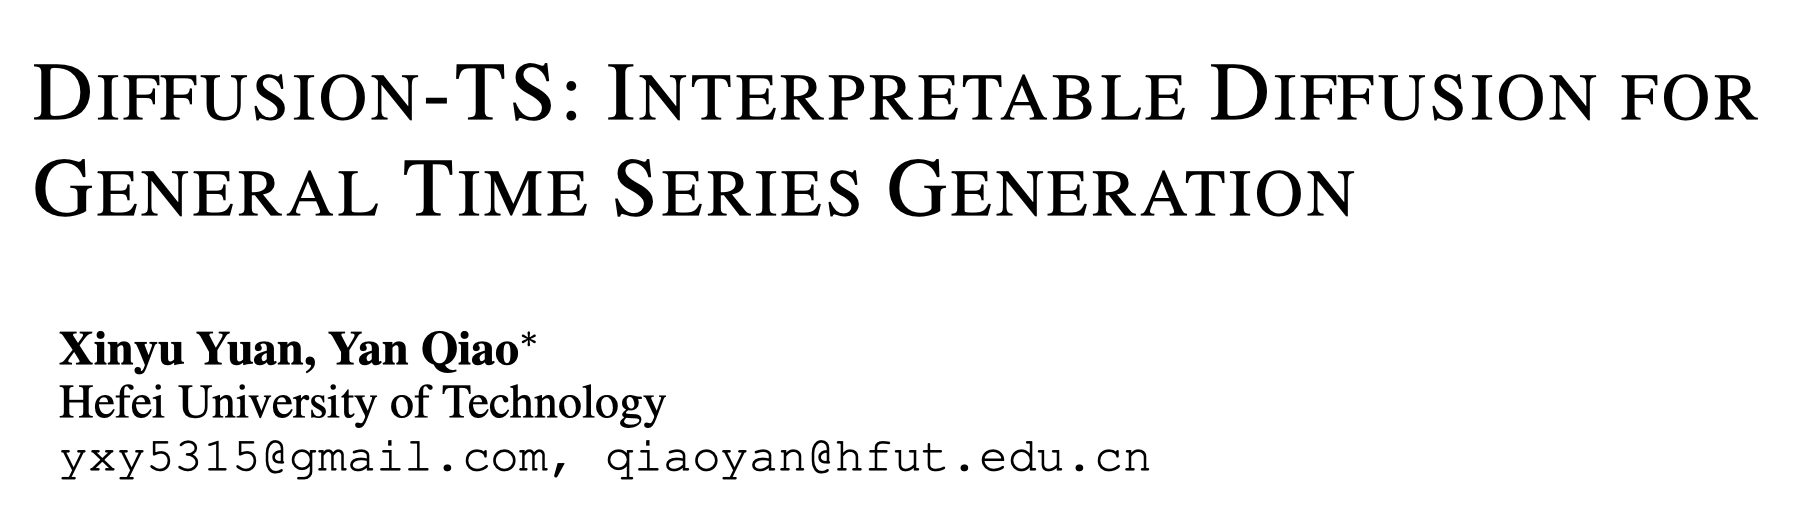 DIFFUSION-TS: INTERPRETABLE DIFFUSION FOR
GENERAL TIME SERIES GENERATION
Xinyu Yuan, Yan Qiao*
Hefei University of Technology
yxy5315@gmail.com, qiaoyan@hfut.edu.cn